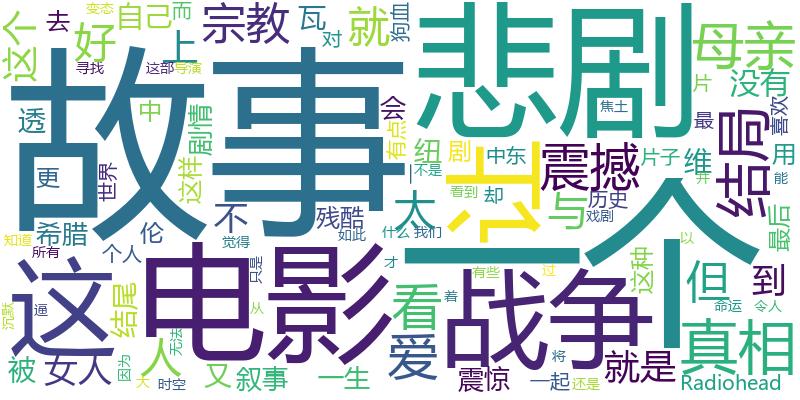 变态
自己
而
宗教
瓦
对
就
狗血
悲剧
母亲
这个
去
好
上
寻找
这部
导演
故事
会
有点
没有
片
焦土
最
喜欢
透
中
剧情
这样
世界
更
希腊
伦
不
残酷
觉得
如此
纽
剧
让
一
不是
太
看到
中东
却
震撼
与
历史
戏剧
片子
并
维
结局
用
能
最后
知道
所有
个人
什么
我们
一个
这
电影
只是
才
有些
过
战争
这种
以
但
到
命运
令人
真相
沉默
逼
结尾
被
女人
因为
人
大
无法
时空
又
从
叙事
一生
爱
看
着
震惊
一起
将
还是
就是
Radiohead